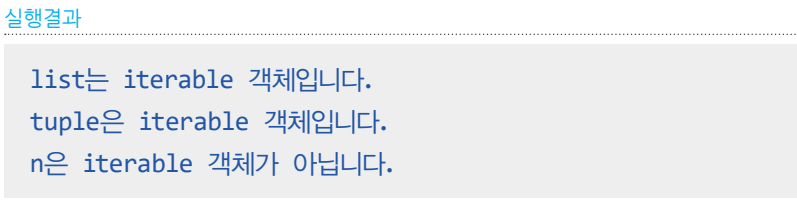 실행결과
list는 iterable 객체입니다.
tuple은 iterable 객체입니다.
n은 iterable 객체가 아닙니다.